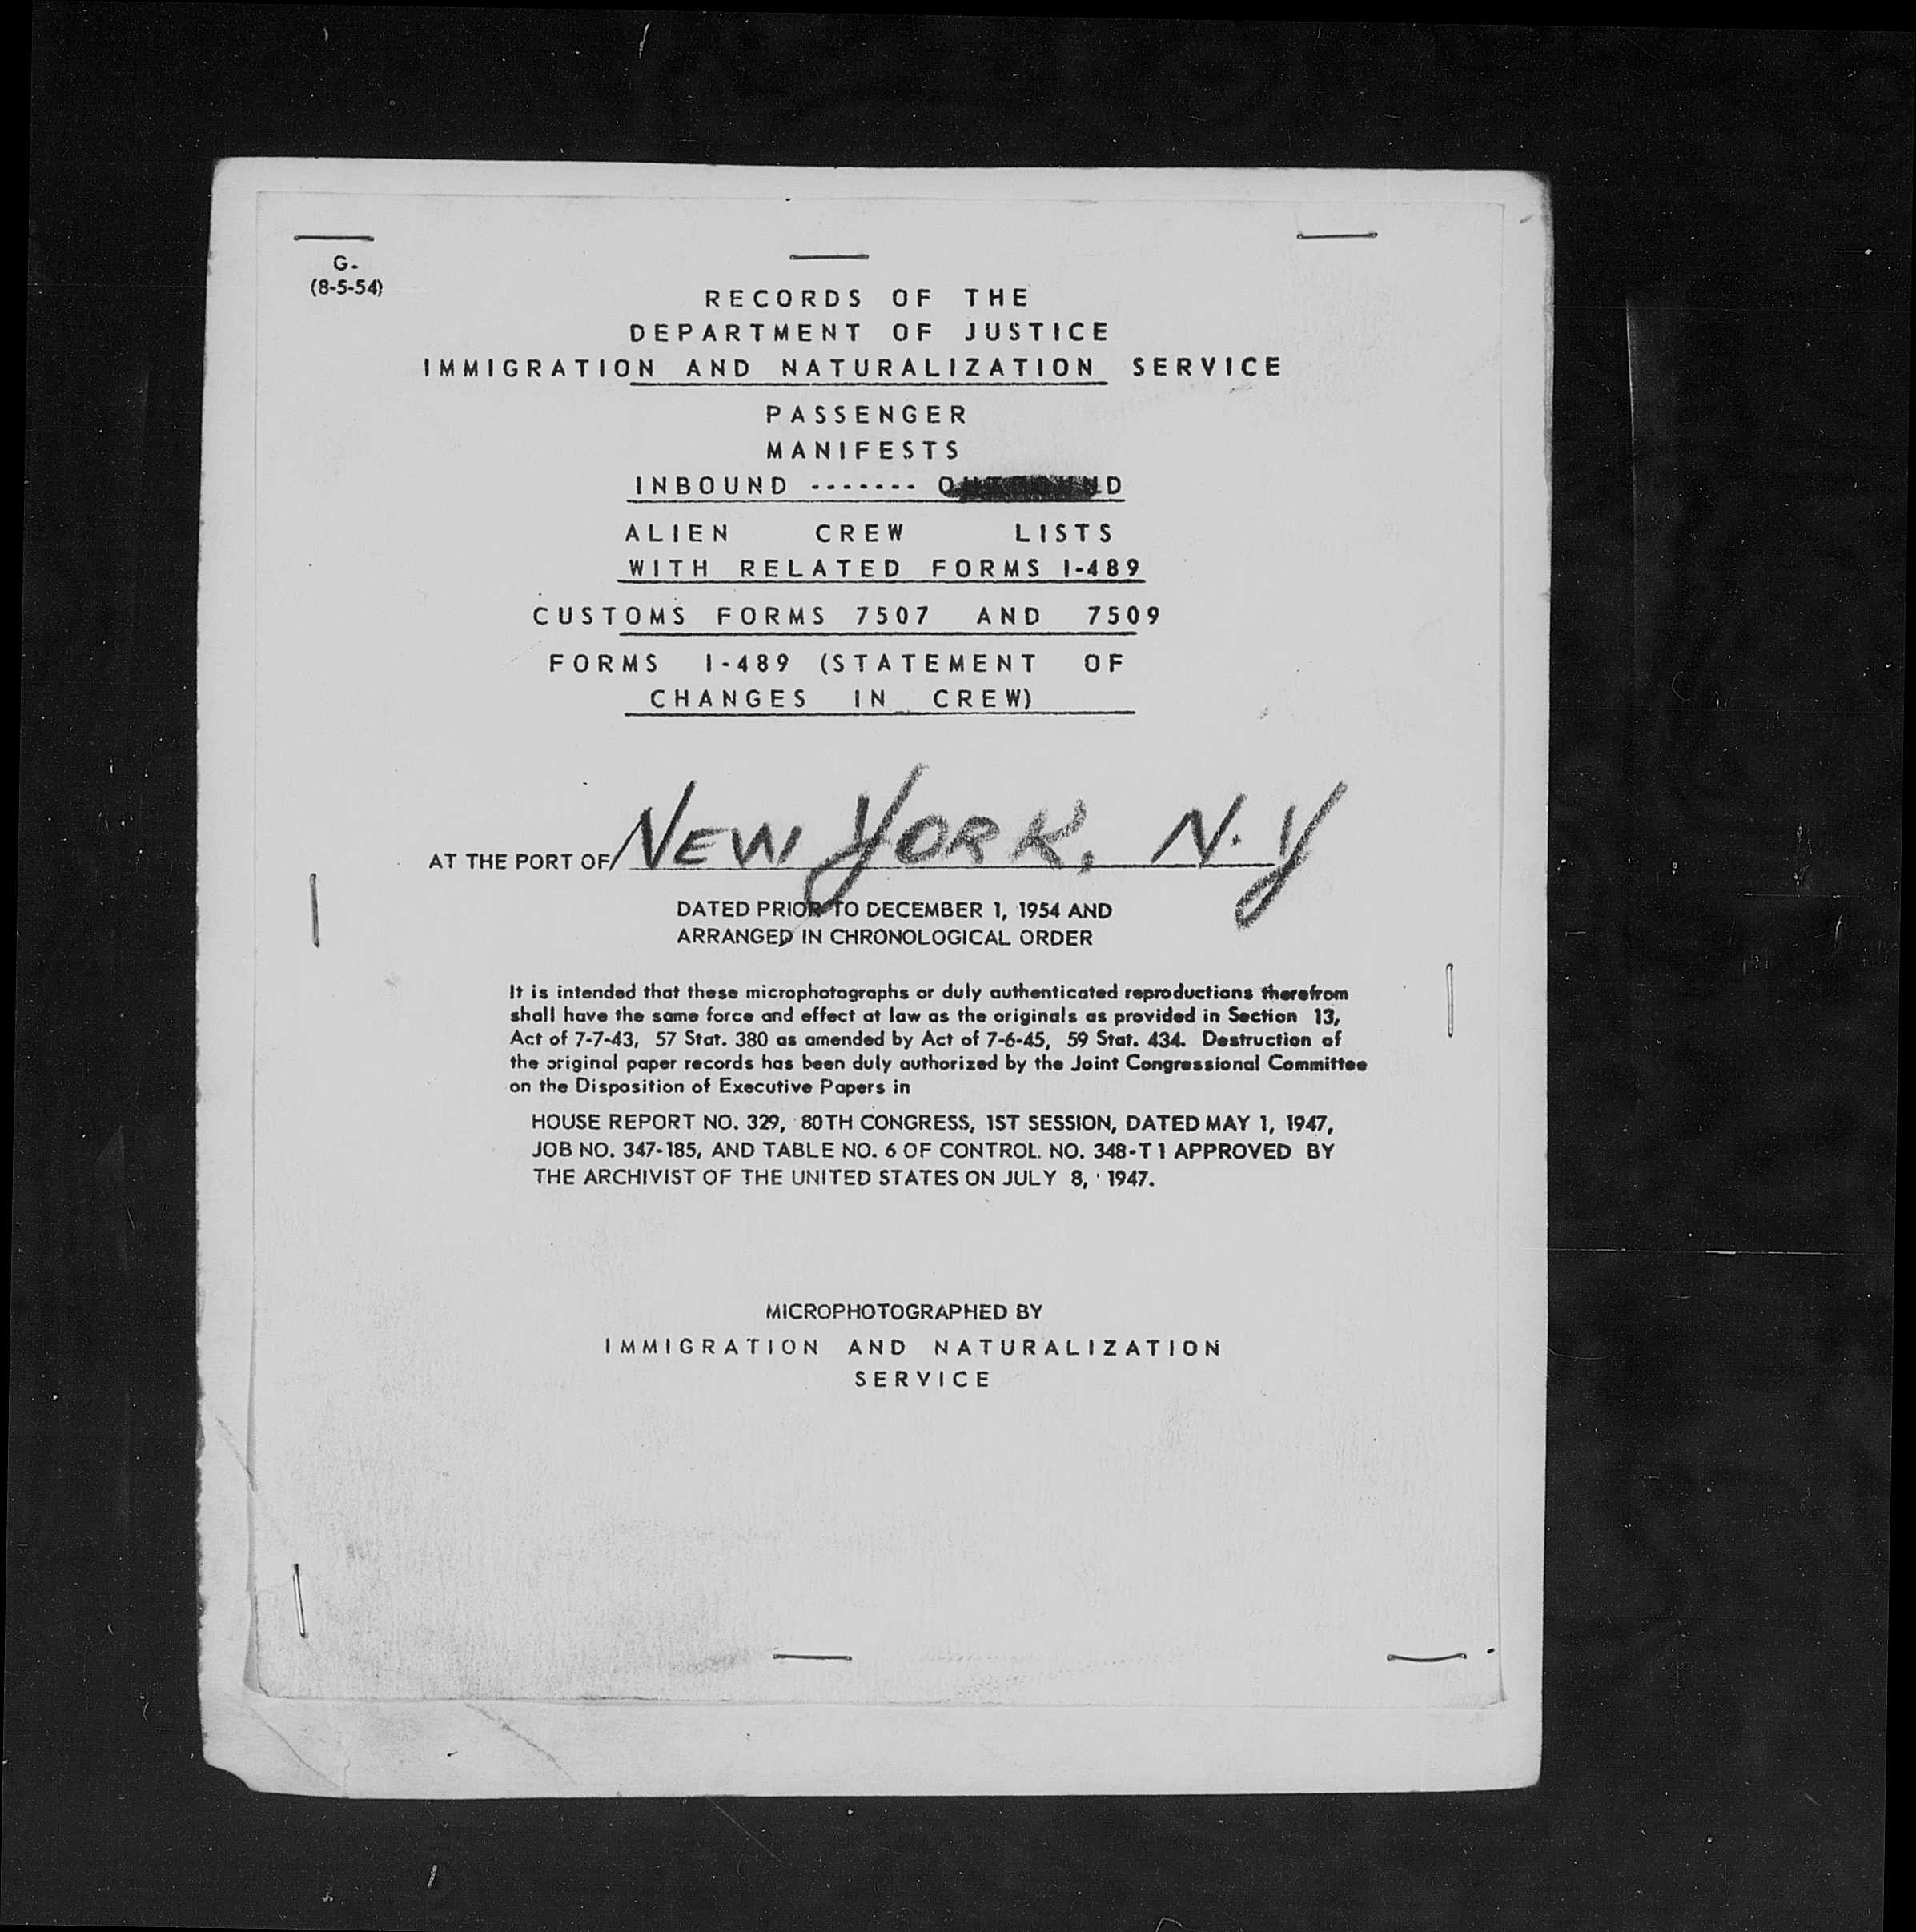 G-
(8-5-54)
RECORDS OF THE
DEPARTMENT OF JUSTICE
IMMIGRATION AND NATURALIZATION SERVICE
PASSENGER
MANIFESTS
INBOUND -------
ALIEN CREW LISTS
WITH RELATED FORMS I-489
CUSTOMS FORMS 7507 AND 7509
FORMS I-489 (STATEMENT OF
CHANGES IN CREW)
AT THE PORT OF NEW YORK, N.Y
DATED PRIOR TO DECEMBER 1, 1954 AND
ARRANGED IN CHRONOLOGICAL ORDER
It is intended that these microphotographs or duly authenticated reproductions therefrom
shall have the same force and effect at law as the originals as provided in Section 13,
Act of 7-7-43, 57 Stat. 380 as amended by Act of 7-6-45, 59 Stat. 434. Destruction of
the original paper records has been duly authorized by the Joint Congressional Committee
on the Disposition of Executive Papers in
HOUSE REPORT NO. 329, 80TH CONGRESS, 1ST SESSION, DATED MAY 1, 1947,
JOB NO. 347-185, AND TABLE NO. 6 OF CONTROL NO. 348-T1 APPROVED BY
THE ARCHIVIST OF THE UNITED STATES ON JULY 8, 1947.
MICROPHOTOGRAPHED BY
IMMIGRATION AND NATURALIZATION
SERVICE